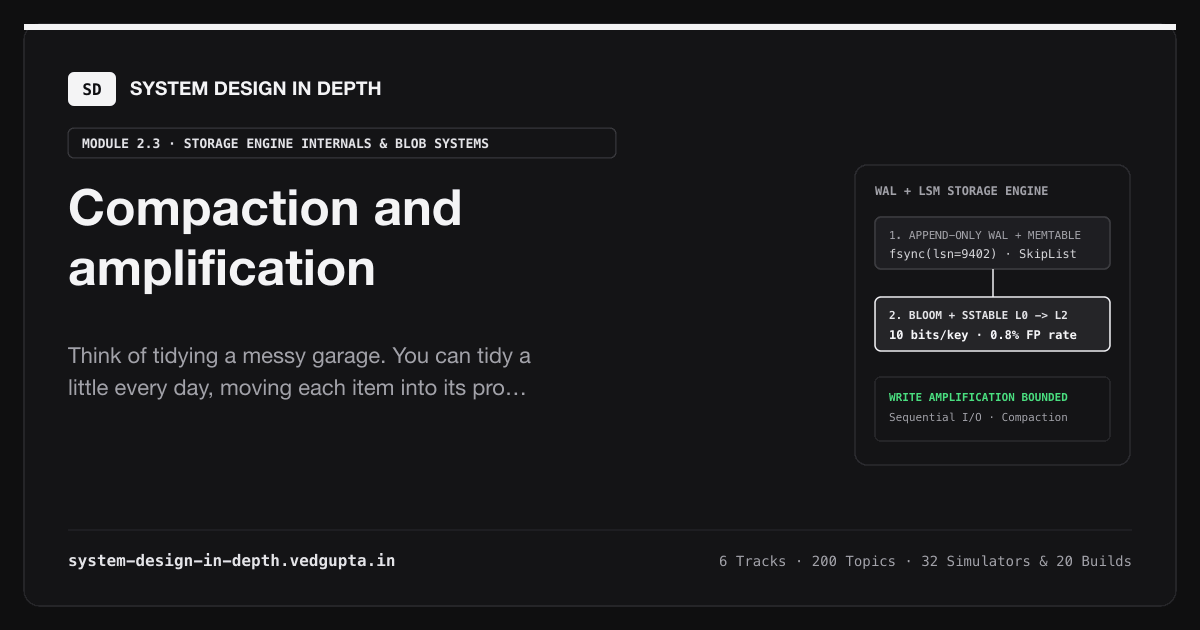 SD SYSTEM DESIGN IN DEPTH
MODULE 2.3 · STORAGE ENGINE INTERNALS & BLOB SYSTEMS
Compaction and
amplification
Think of tidying a messy garage. You can tidy a
little every day, moving each item into its pro…
WAL + LSM STORAGE ENGINE
1. APPEND-ONLY WAL + MEMTABLE
fsync(lsn=9402) · SkipList
2. BLOOM + SSTABLE L0 -> L2
10 bits/key · 0.8% FP rate
WRITE AMPLIFICATION BOUNDED
Sequential I/O · Compaction
system-design-in-depth.vedgupta.in
6 Tracks · 200 Topics · 32 Simulators & 20 Builds